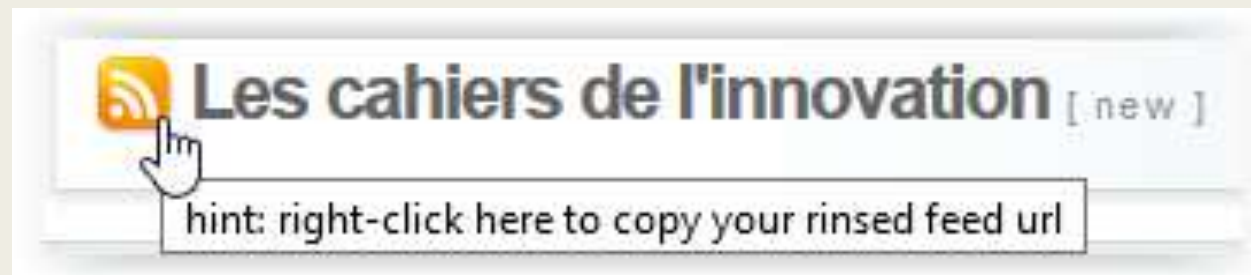 Les cahiers de l'innovation [ new ]
hint: right-click here to copy your rinsed feed url